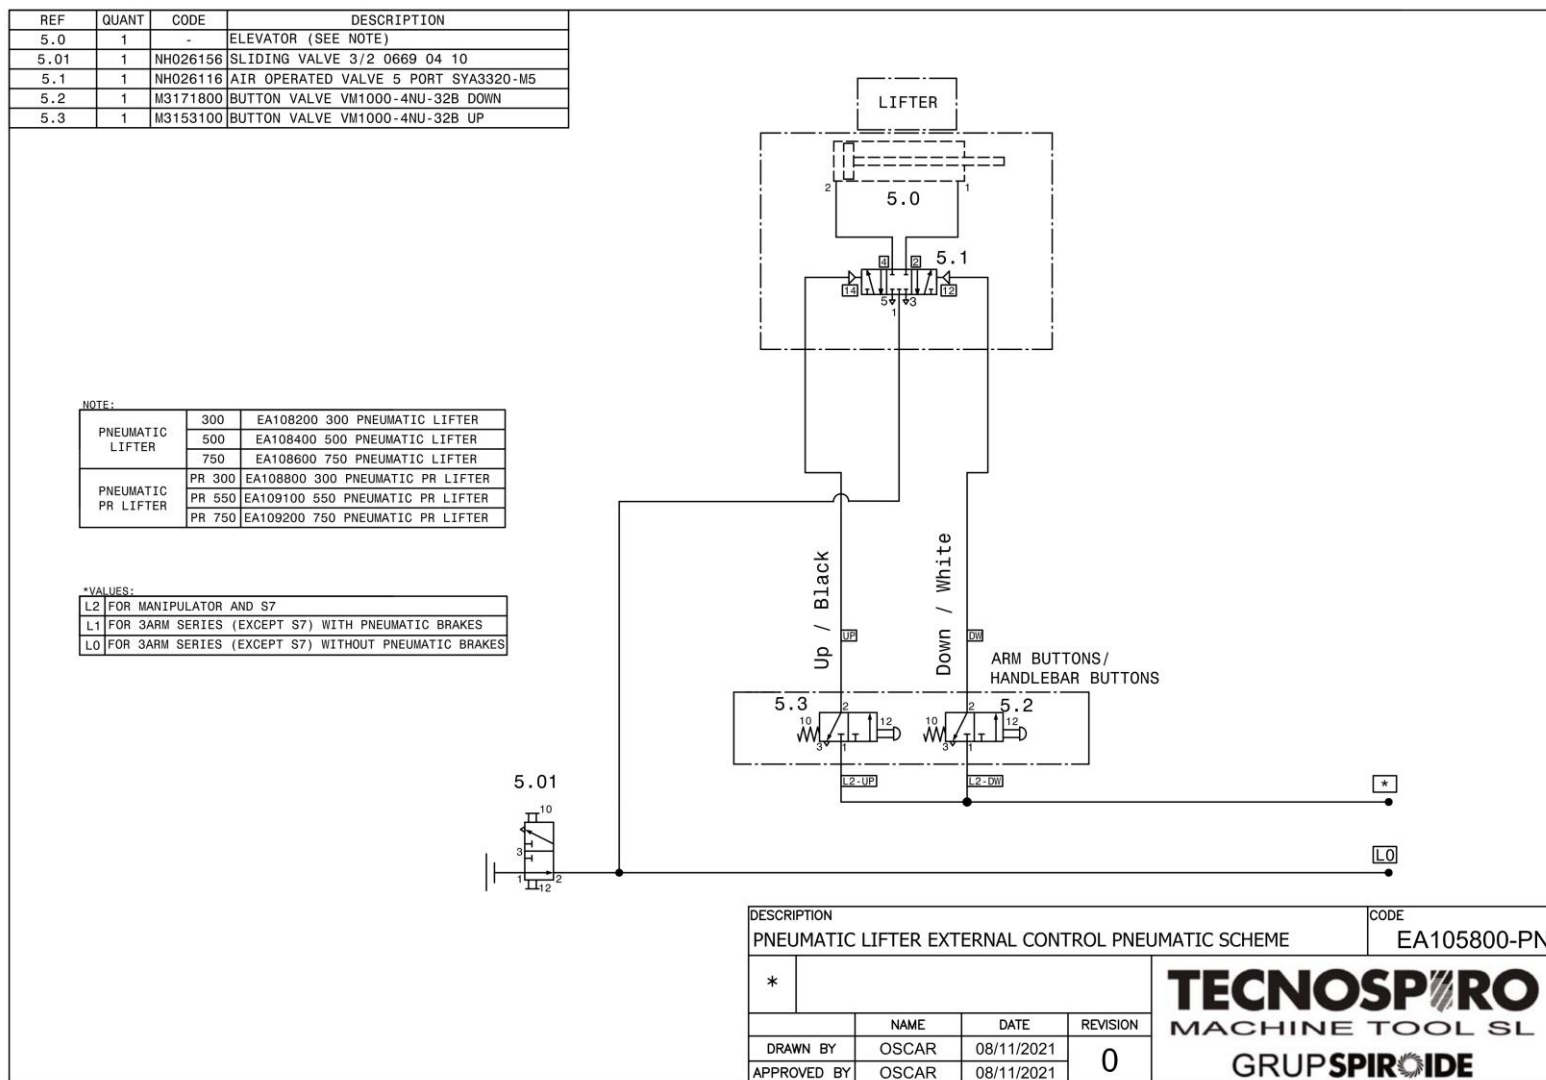 REF QUANT CODE DESCRIPTION
5.0 1 - ELEVATOR (SEE NOTE)
5.01 1 NH026156 SLIDING VALVE 3/2 0669 04 10
5.1 1 NH026116 AIR OPERATED VALVE 5 PORT SYA3320-M5
5.2 1 M3171800 BUTTON VALVE VM1000-4NU-32B DOWN
5.3 1 M3153100 BUTTON VALVE VM1000-4NU-32B UP
LIFTER
2 1
5.0
4 2 5.1
14 12
5 3
1
NOTE:
PNEUMATIC LIFTER
300 EA108200 300 PNEUMATIC LIFTER
500 EA108400 500 PNEUMATIC LIFTER
750 EA108600 750 PNEUMATIC LIFTER
PNEUMATIC PR LIFTER
PR 300 EA108800 300 PNEUMATIC PR LIFTER
PR 550 EA109100 550 PNEUMATIC PR LIFTER
PR 750 EA109200 750 PNEUMATIC PR LIFTER
*VALUES:
L2 FOR MANIPULATOR AND S7
L1 FOR 3ARM SERIES (EXCEPT S7) WITH PNEUMATIC BRAKES
L0 FOR 3ARM SERIES (EXCEPT S7) WITHOUT PNEUMATIC BRAKES
Up / Black
Down / White
UP DW
ARM BUTTONS/
HANDLEBAR BUTTONS
5.3 2 2 5.2
10 12 10 12
3 1 3 1
L2-UP L2-DW
*
5.01
10
3
1 2
12
L0
DESCRIPTION CODE
PNEUMATIC LIFTER EXTERNAL CONTROL PNEUMATIC SCHEME EA105800-PN
*
NAME DATE REVISION
DRAWN BY OSCAR 08/11/2021 0
APPROVED BY OSCAR 08/11/2021
TECNOSPIRO
MACHINE TOOL SL
GRUPSPIROIDE